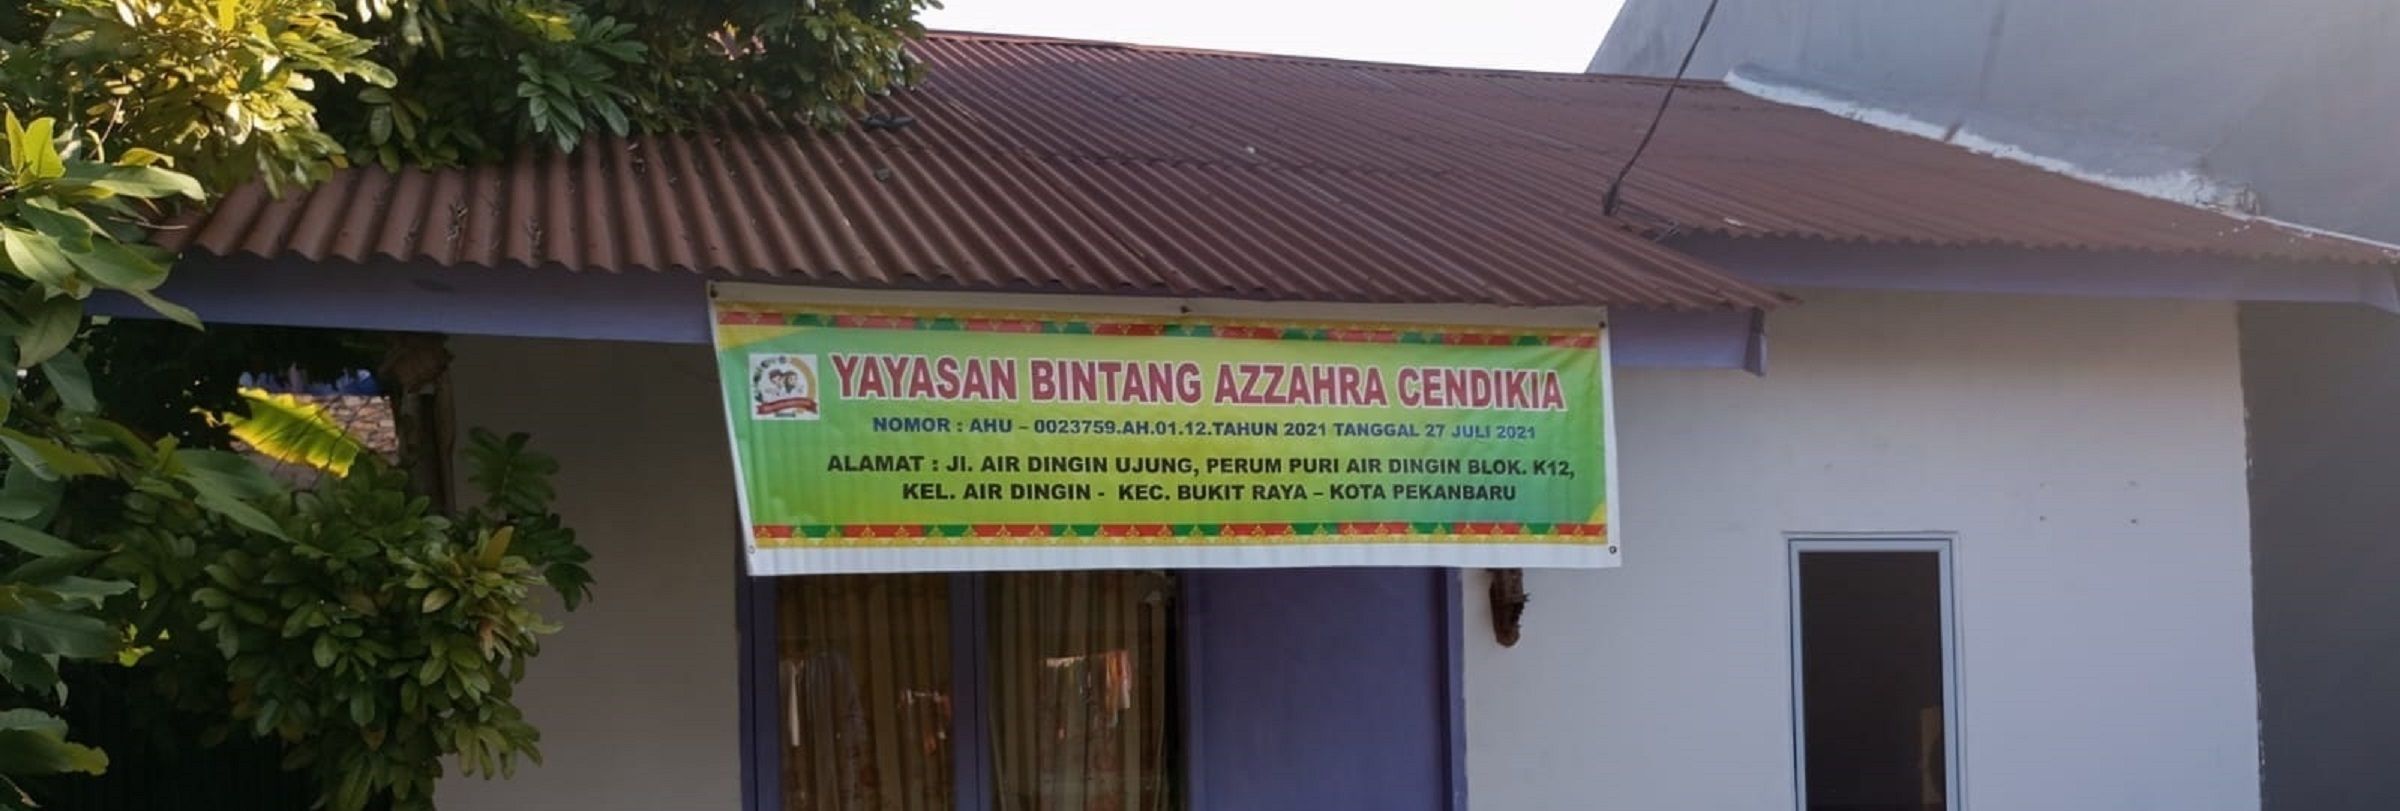 YAYASAN BINTANG AZZAHRA CENDIKIA
NOMOR : AHU – 0023759.AH.01.12.TAHUN 2021 TANGGAL 27 JULI 2021
ALAMAT : Jl. AIR DINGIN UJUNG, PERUM PURI AIR DINGIN BLOK. K12,
KEL. AIR DINGIN - KEC. BUKIT RAYA – KOTA PEKANBARU